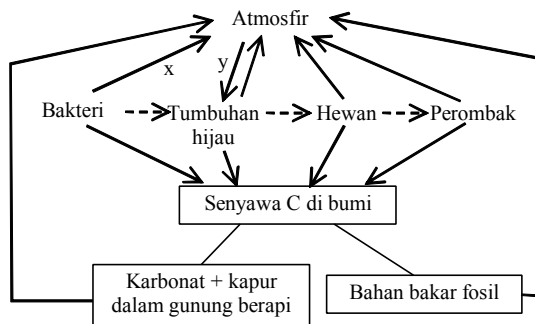 Atmosfir
x
y
Bakteri
Tumbuhan
hijau
Hewan
Perombak
Senyawa C di bumi
Karbonat + kapur
dalam gunung berapi
Bahan bakar fosil